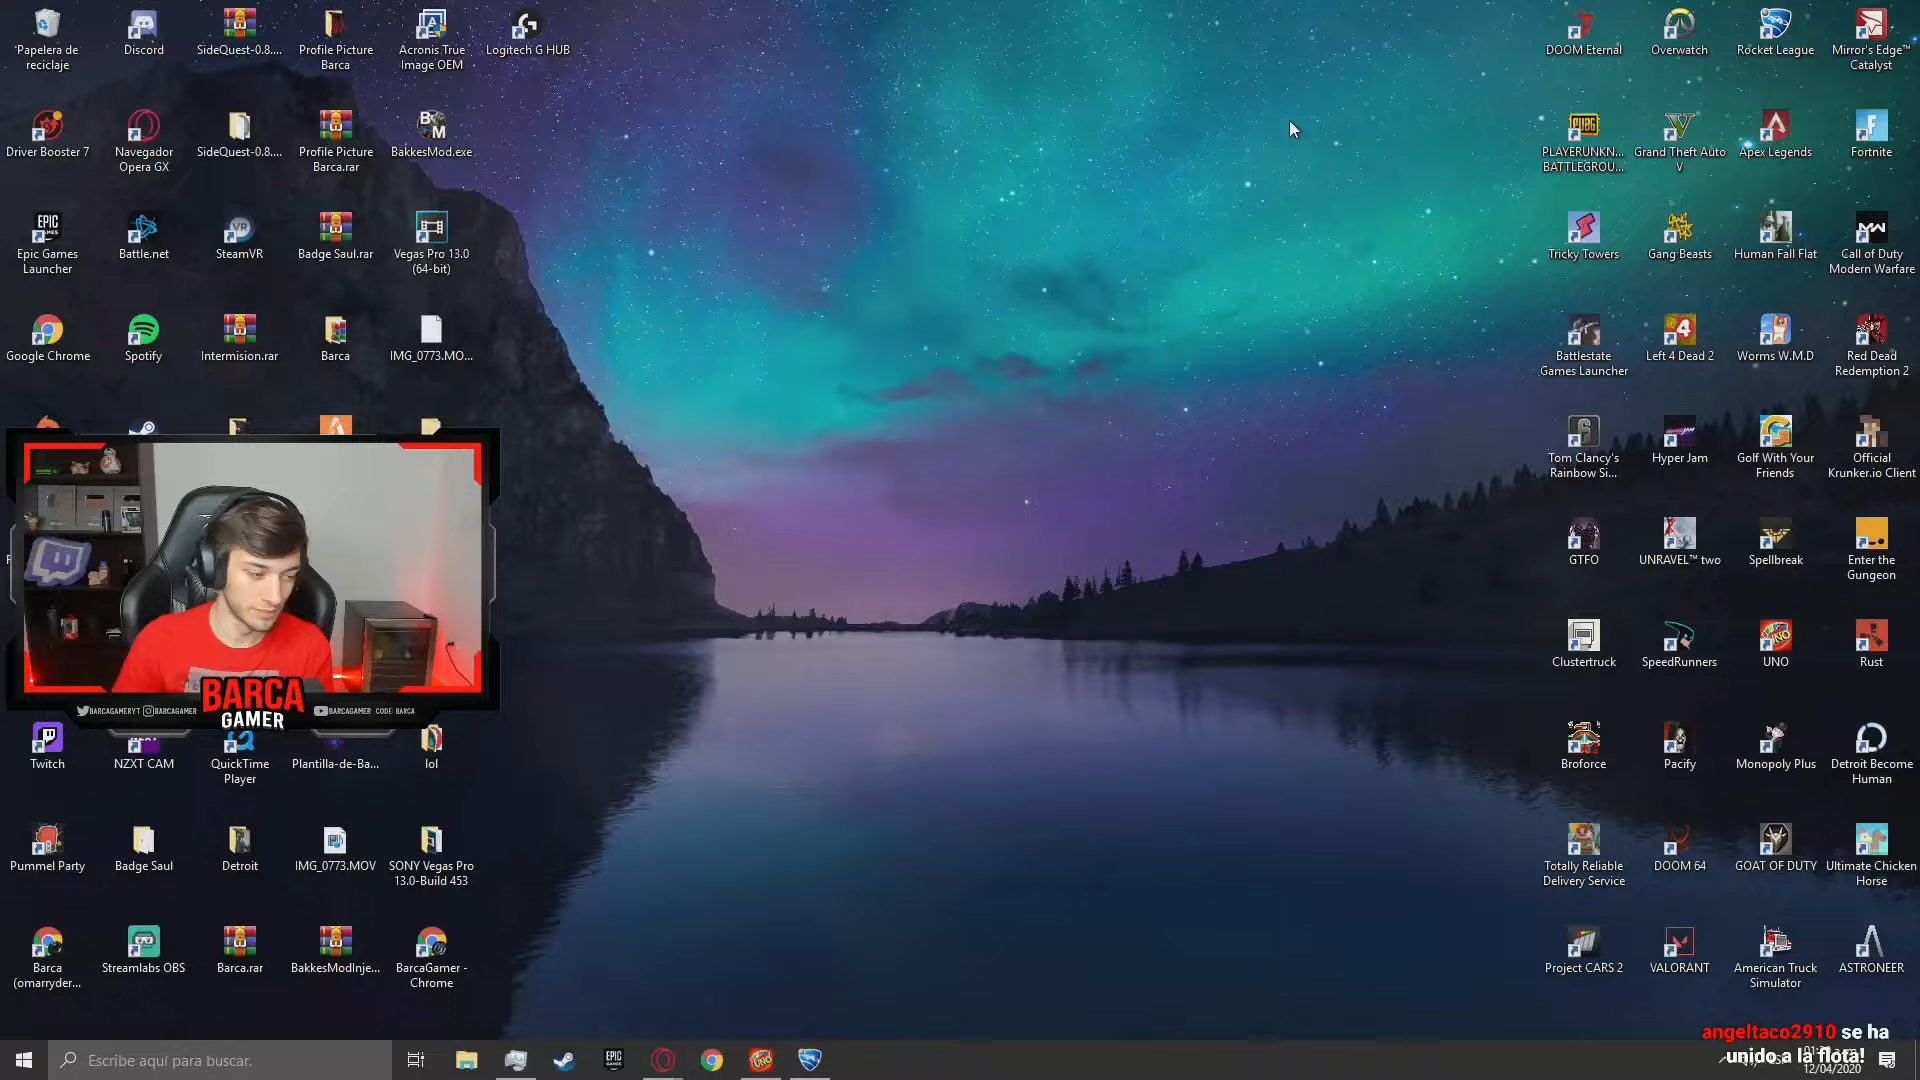 Papelera de
reciclaje
Discord
SideQuest-0.8....
Profile Picture
Barca
Acronis True
Image OEM
Logitech G HUB
DOOM Eternal
Overwatch
Rocket League
Mirror's Edge™
Catalyst
Driver Booster 7
Navegador
Opera GX
SideQuest-0.8....
Profile Picture
Barca.rar
BakkesMod.exe
PLAYERUNKN...
BATTLEGROU...
Grand Theft Auto
V
Apex Legends
Fortnite
Epic Games
Launcher
Battle.net
SteamVR
Badge Saul.rar
Vegas Pro 13.0
(64-bit)
Tricky Towers
Gang Beasts
Human Fall Flat
Call of Duty
Modern Warfare
Google Chrome
Spotify
Intermision.rar
Barca
IMG_0773.MO...
Battlestate
Games Launcher
Left 4 Dead 2
Worms W.M.D
Red Dead
Redemption 2
Tom Clancy's
Rainbow Si...
Hyper Jam
Golf With Your
Friends
Official
Krunker.io Client
GTFO
UNRAVEL™ two
Spellbreak
Enter the
Gungeon
Clustertruck
SpeedRunners
UNO
Rust
BARCAGAMERYT
BARCAGAMER
BARCA
GAMER
BARCAGAMER CODE: BARCA
Twitch
NZXT CAM
QuickTime
Player
Plantilla-de-Ba...
lol
Broforce
Pacify
Monopoly Plus
Detroit Become
Human
Pummel Party
Badge Saul
Detroit
IMG_0773.MOV
SONY Vegas Pro
13.0-Build 453
Totally Reliable
Delivery Service
DOOM 64
GOAT OF DUTY
Ultimate Chicken
Horse
Barca
(omarryder...
Streamlabs OBS
Barca.rar
BakkesModInje...
BarcaGamer -
Chrome
Project CARS 2
VALORANT
American Truck
Simulator
ASTRONEER
angeltaco2910 se ha
unido a la flota!
Escribe aquí para buscar.
12/04/2020